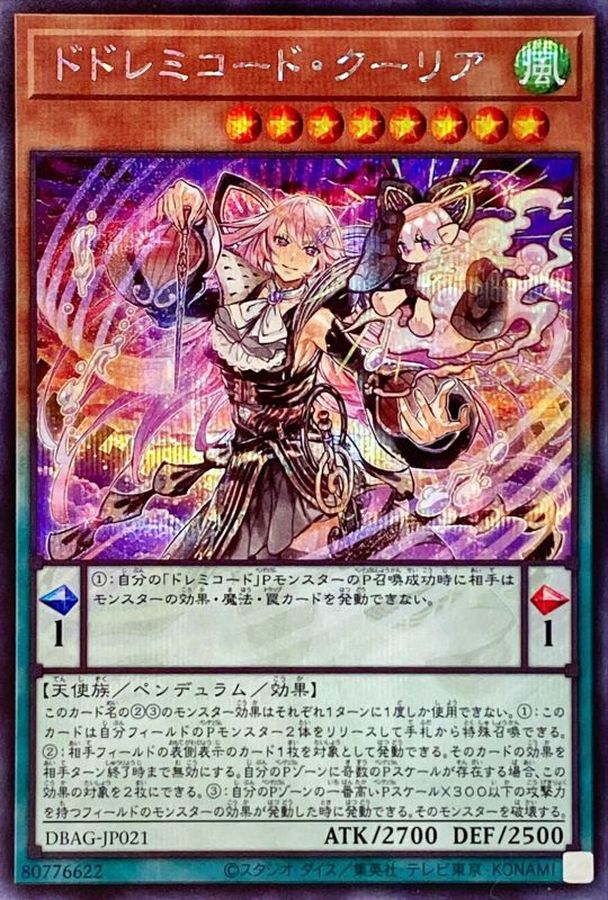 ドドレミコード・クーリア
風
①:自分の「ドレミコード」PモンスターのP召喚成功時に相手は
モンスターの効果・魔法・罠カードを発動できない。
1
1
【天使族/ペンデュラム/効果】
このカード名の②③のモンスター効果はそれぞれ1ターンに1度しか使用できない。①:この
カードは自分フィールドのPモンスター2体をリリースして手札から特殊召喚できる。
②:相手フィールドの表側表示のカード1枚を対象として発動できる。そのカードの効果を
相手ターン終了時まで無効にする。自分のPゾーンに奇数のPスケールが存在する場合、この
効果の対象を2枚にできる。③:自分のPゾーンの一番高いPスケール×300以下の攻撃力
を持つフィールドのモンスターの効果が発動した時に発動できる。そのモンスターを破壊する。
DBAG-JP021
ATK/2700 DEF/2500
80776622
©スタジオ・ダイス/集英社・テレビ東京・KONAMI